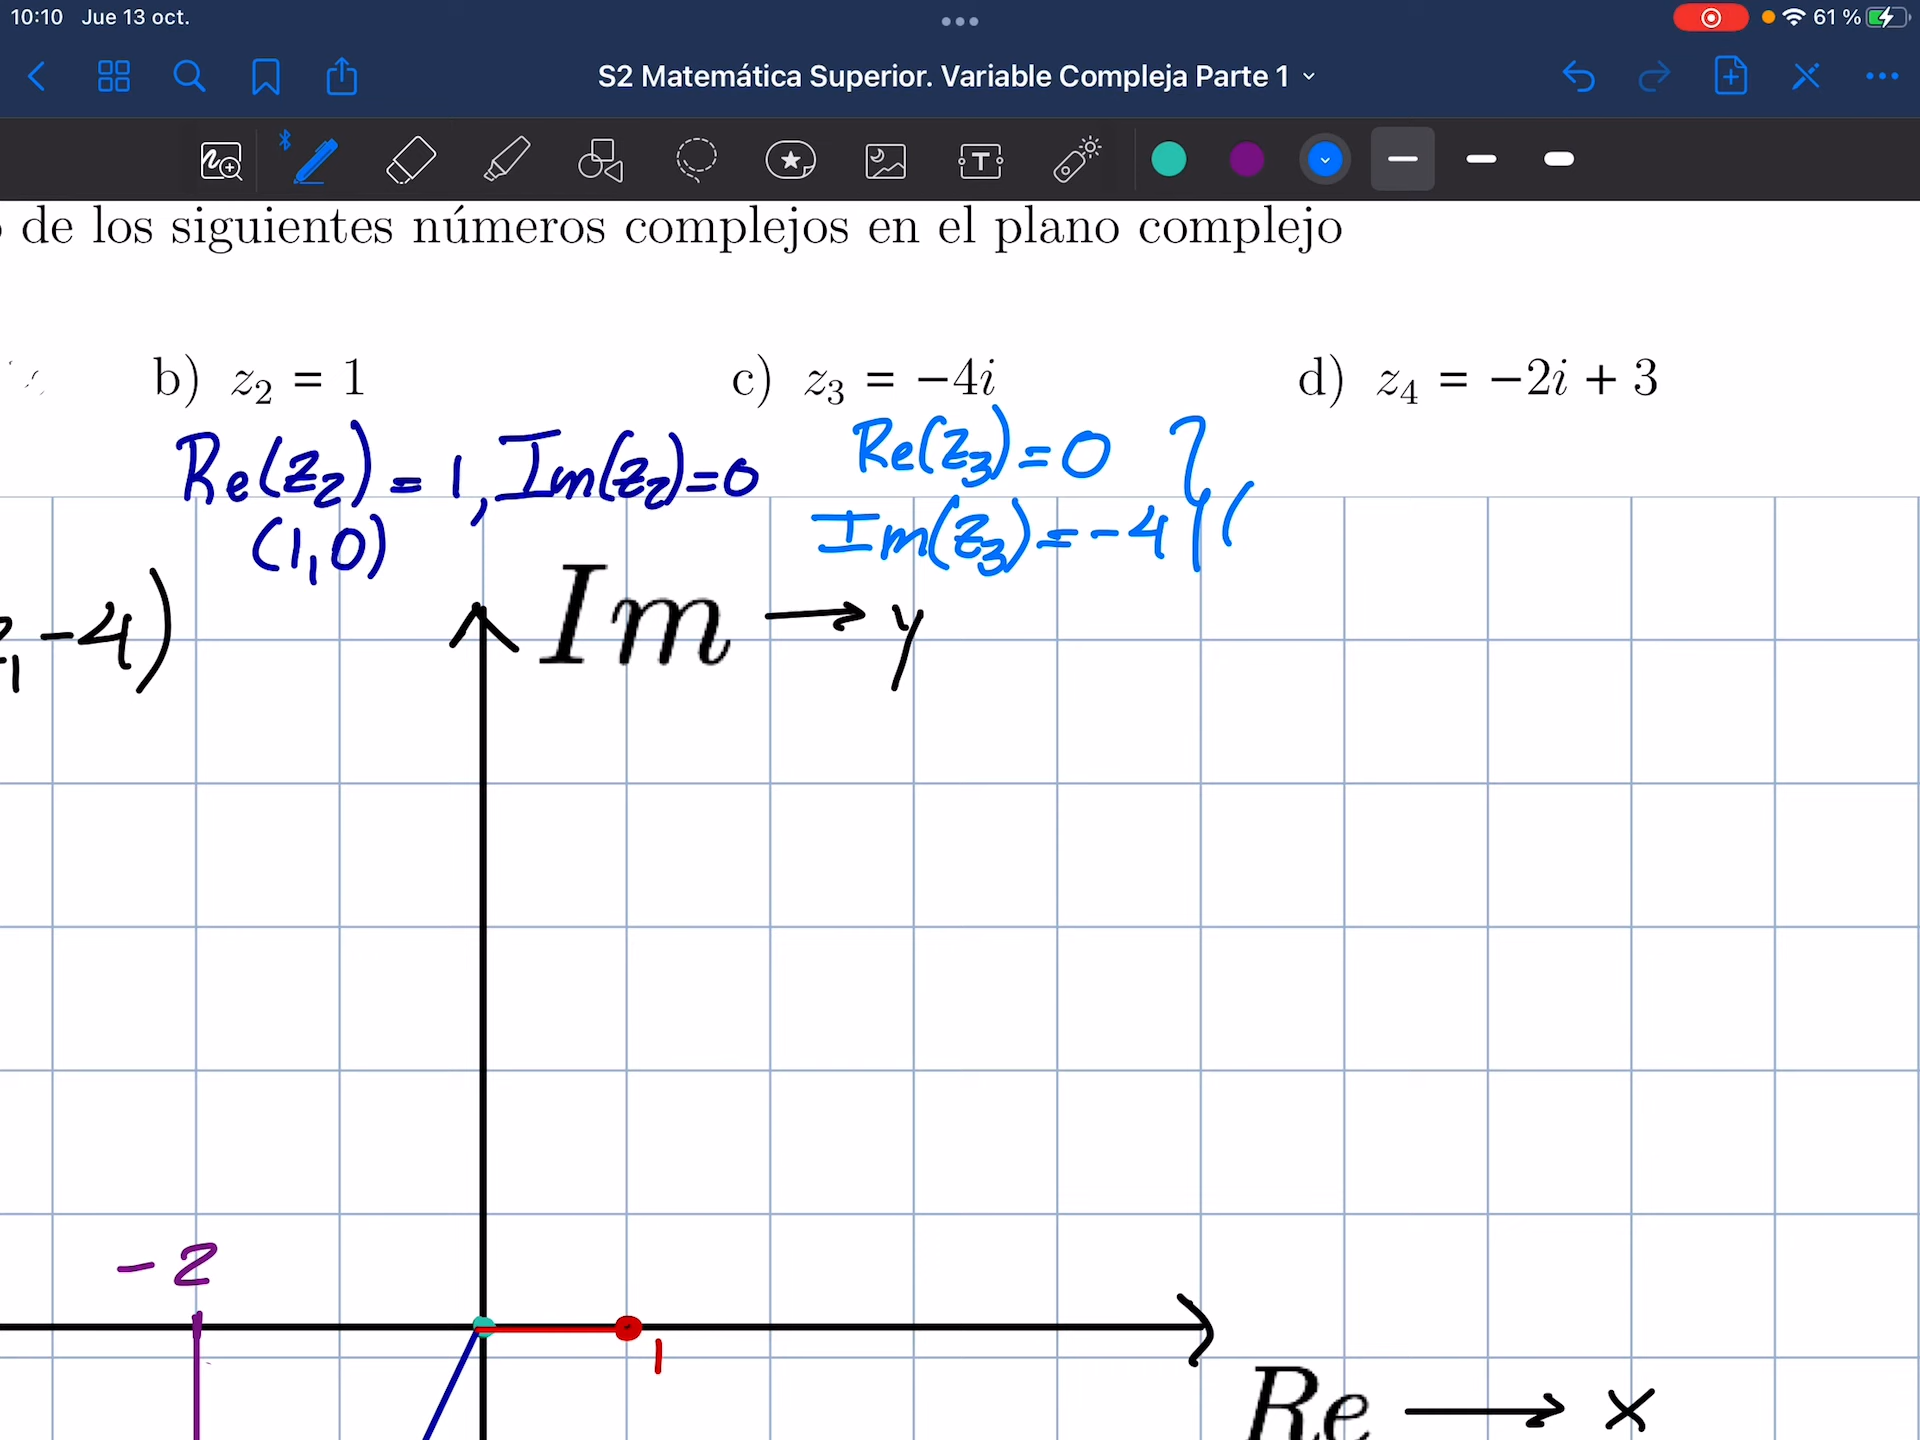 10:10 Jue 13 oct. 61 %
S2 Matemática Superior. Variable Compleja Parte 1
T
de los siguientes números complejos en el plano complejo
b) z₂ = 1 c) z₃ = −4i d) z₄ = −2i + 3
Re(z₂) = 1, Im(z₂)=0 Re(z₃)=0
(1,0) Im(z₃)=-4 } (
, -4) Im → y
-2
1
Re → x